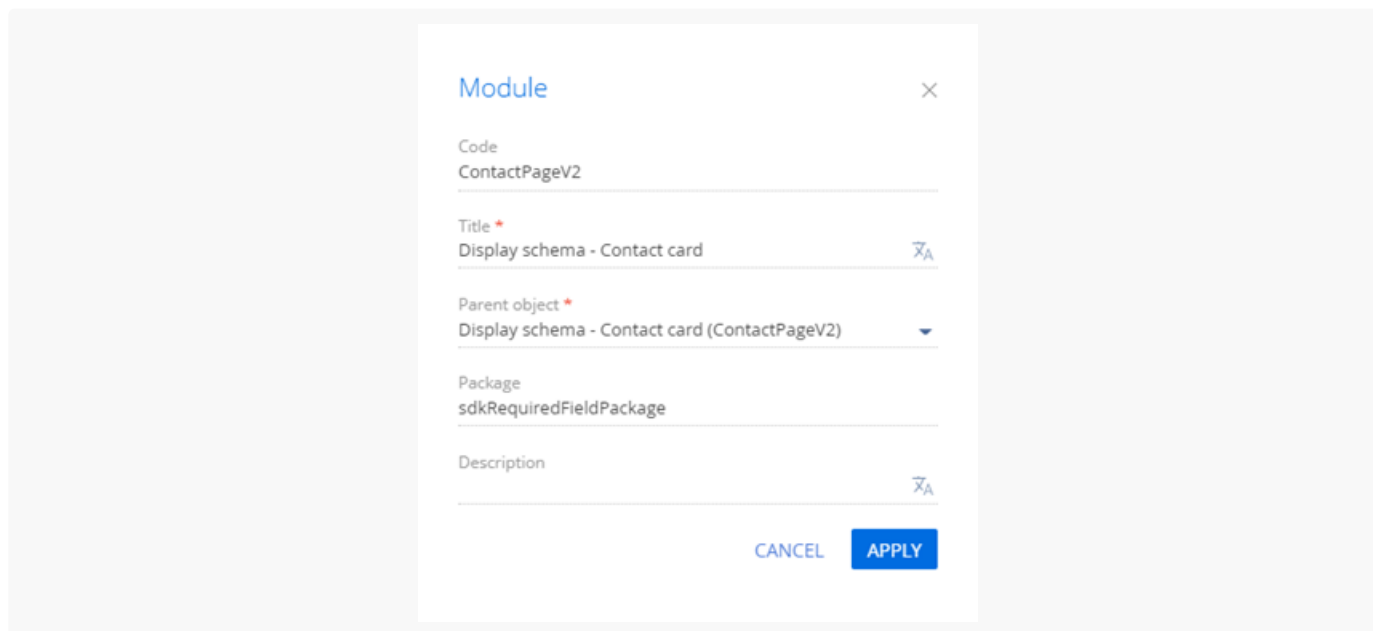 Module
Code
ContactPageV2
Title *
Display schema - Contact card
Parent object *
Display schema - Contact card (ContactPageV2)
Package
sdkRequiredFieldPackage
Description
CANCEL APPLY